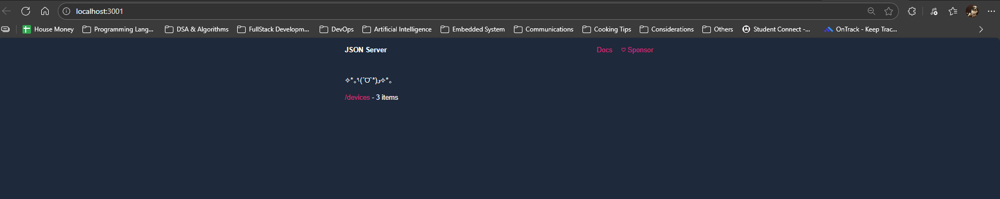 localhost:3001
House Money Programming Lang... DSA & Algorithms FullStack Developm... DevOps Artificial Intelligence Embedded System Communications Cooking Tips Considerations Others Student Connect -... OnTrack - Keep Trac...
JSON Server Docs ♡ Sponsor
✧*｡٩(ˊᗜˋ*)و✧*｡
/devices - 3 items